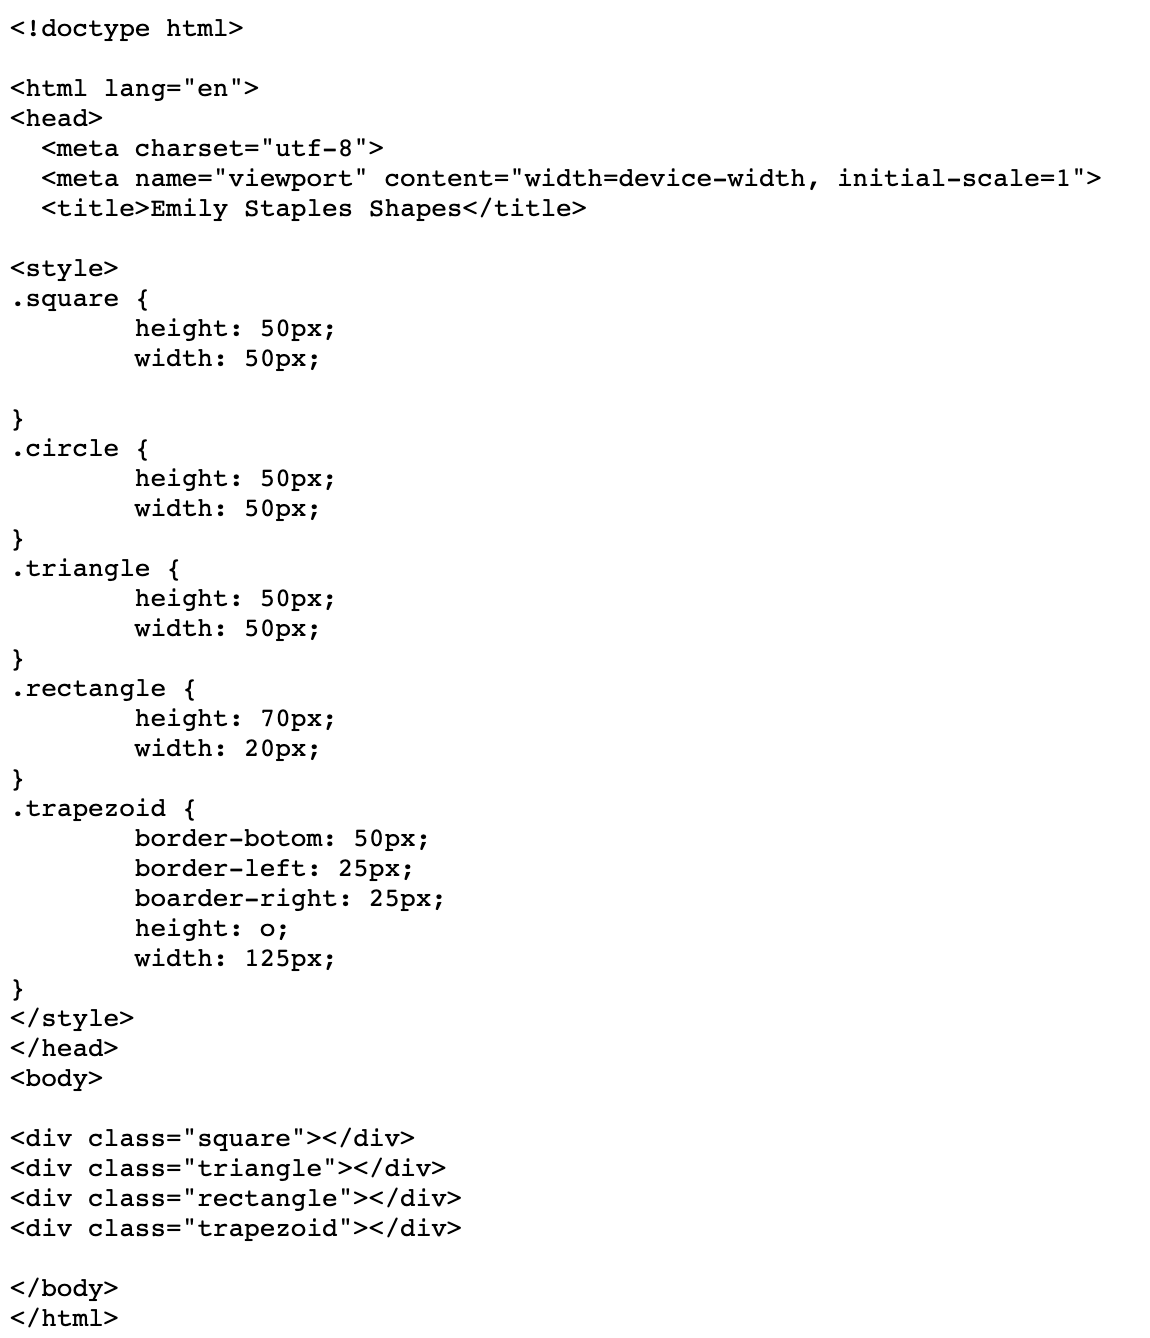 <!doctype html>
<html lang="en">
<head>
<meta charset="utf-8">
<meta name="viewport" content="width=device-width, initial-scale=1">
<title>Emily Staples Shapes</title>
<style>
.square {
height: 50px;
width: 50px;
}
.circle {
height: 50px;
width: 50px;
}
.triangle {
height: 50px;
width: 50px;
}
.rectangle {
height: 70px;
width: 20px;
}
.trapezoid {
border-botom: 50px;
border-left: 25px;
boarder-right: 25px;
height: o;
width: 125px;
}
</style>
</head>
<body>
<div class="square"></div>
<div class="triangle"></div>
<div class="rectangle"></div>
<div class="trapezoid"></div>
</body>
</html>